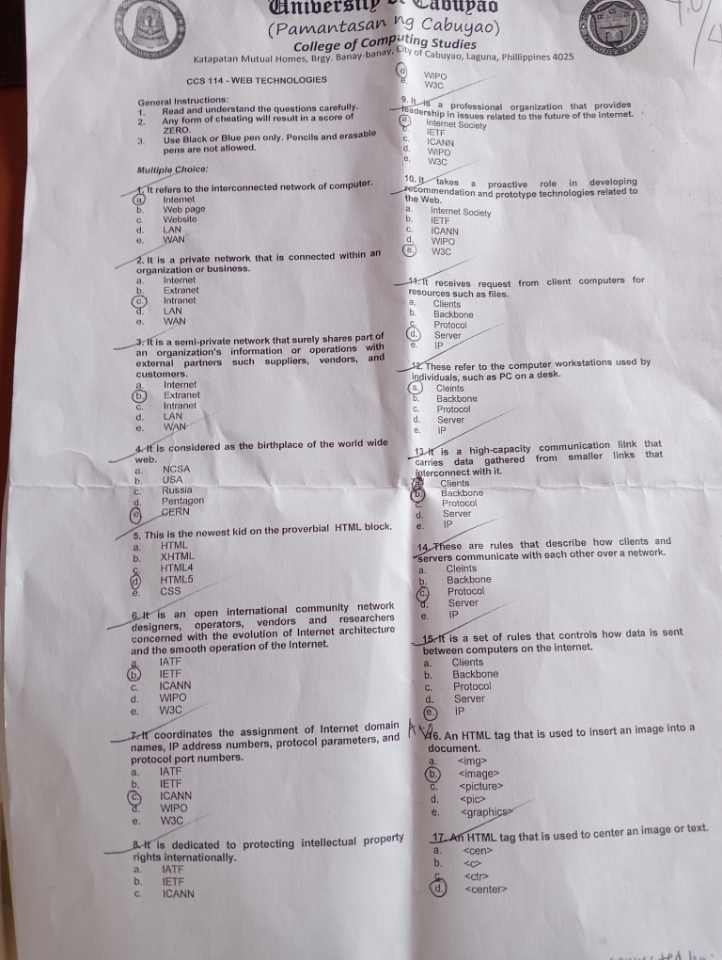 University of Cabuyao
(Pamantasan ng Cabuyao)
College of Computing Studies
Katapatan Mutual Homes, Brgy. Banay-banay, City of Cabuyao, Laguna, Phillippines 4025
CCS 114 - WEB TECHNOLOGIES
General Instructions:
1. Read and understand the questions carefully.
2. Any form of cheating will result in a score of
ZERO.
3. Use Black or Blue pen only. Pencils and erasable
pens are not allowed.
Multiple Choice:
1. It refers to the interconnected network of computer.
a. Internet
b. Web page
c. Website
d. LAN
e. WAN
2. It is a private network that is connected within an
organization or business.
a. Internet
b. Extranet
c. Intranet
d. LAN
e. WAN
3. It is a semi-private network that surely shares part of
an organization's information or operations with
external partners such suppliers, vendors, and
customers.
a. Internet
b. Extranet
c. Intranet
d. LAN
e. WAN
4. It is considered as the birthplace of the world wide
web.
a. NCSA
b. USA
c. Russia
d. Pentagon
e. CERN
5. This is the newest kid on the proverbial HTML block.
a. HTML
b. XHTML
c. HTML4
d. HTML5
e. CSS
6. It is an open international community network
designers, operators, vendors and researchers
concerned with the evolution of Internet architecture
and the smooth operation of the Internet.
a. IATF
b. IETF
c. ICANN
d. WIPO
e. W3C
7. It coordinates the assignment of Internet domain
names, IP address numbers, protocol parameters, and
protocol port numbers.
a. IATF
b. IETF
c. ICANN
d. WIPO
e. W3C
8. It is dedicated to protecting intellectual property
rights internationally.
a. IATF
b. IETF
c. ICANN
d. WIPO
e. W3C
9. It is a professional organization that provides
leadership in issues related to the future of the internet.
a. Internet Society
b. IETF
c. ICANN
d. WIPO
e. W3C
10. It takes a proactive role in developing
recommendation and prototype technologies related to
the Web.
a. Internet Society
b. IETF
c. ICANN
d. WIPO
e. W3C
11. It receives request from client computers for
resources such as files.
a. Clients
b. Backbone
c. Protocol
d. Server
e. IP
12. These refer to the computer workstations used by
individuals, such as PC on a desk.
a. Cleints
b. Backbone
c. Protocol
d. Server
e. IP
13. It is a high-capacity communication lilnk that
carries data gathered from smaller links that
interconnect with it.
a. Clients
b. Backbone
c. Protocol
d. Server
e. IP
14. These are rules that describe how clients and
servers communicate with each other over a network.
a. Cleints
b. Backbone
c. Protocol
d. Server
e. IP
15. It is a set of rules that controls how data is sent
between computers on the internet.
a. Clients
b. Backbone
c. Protocol
d. Server
e. IP
16. An HTML tag that is used to insert an image into a
document.
a. <img>
b. <image>
c. <picture>
d. <pic>
e. <graphics>
17. An HTML tag that is used to center an image or text.
a. <cen>
b. <c>
c. <ctr>
d. <center>